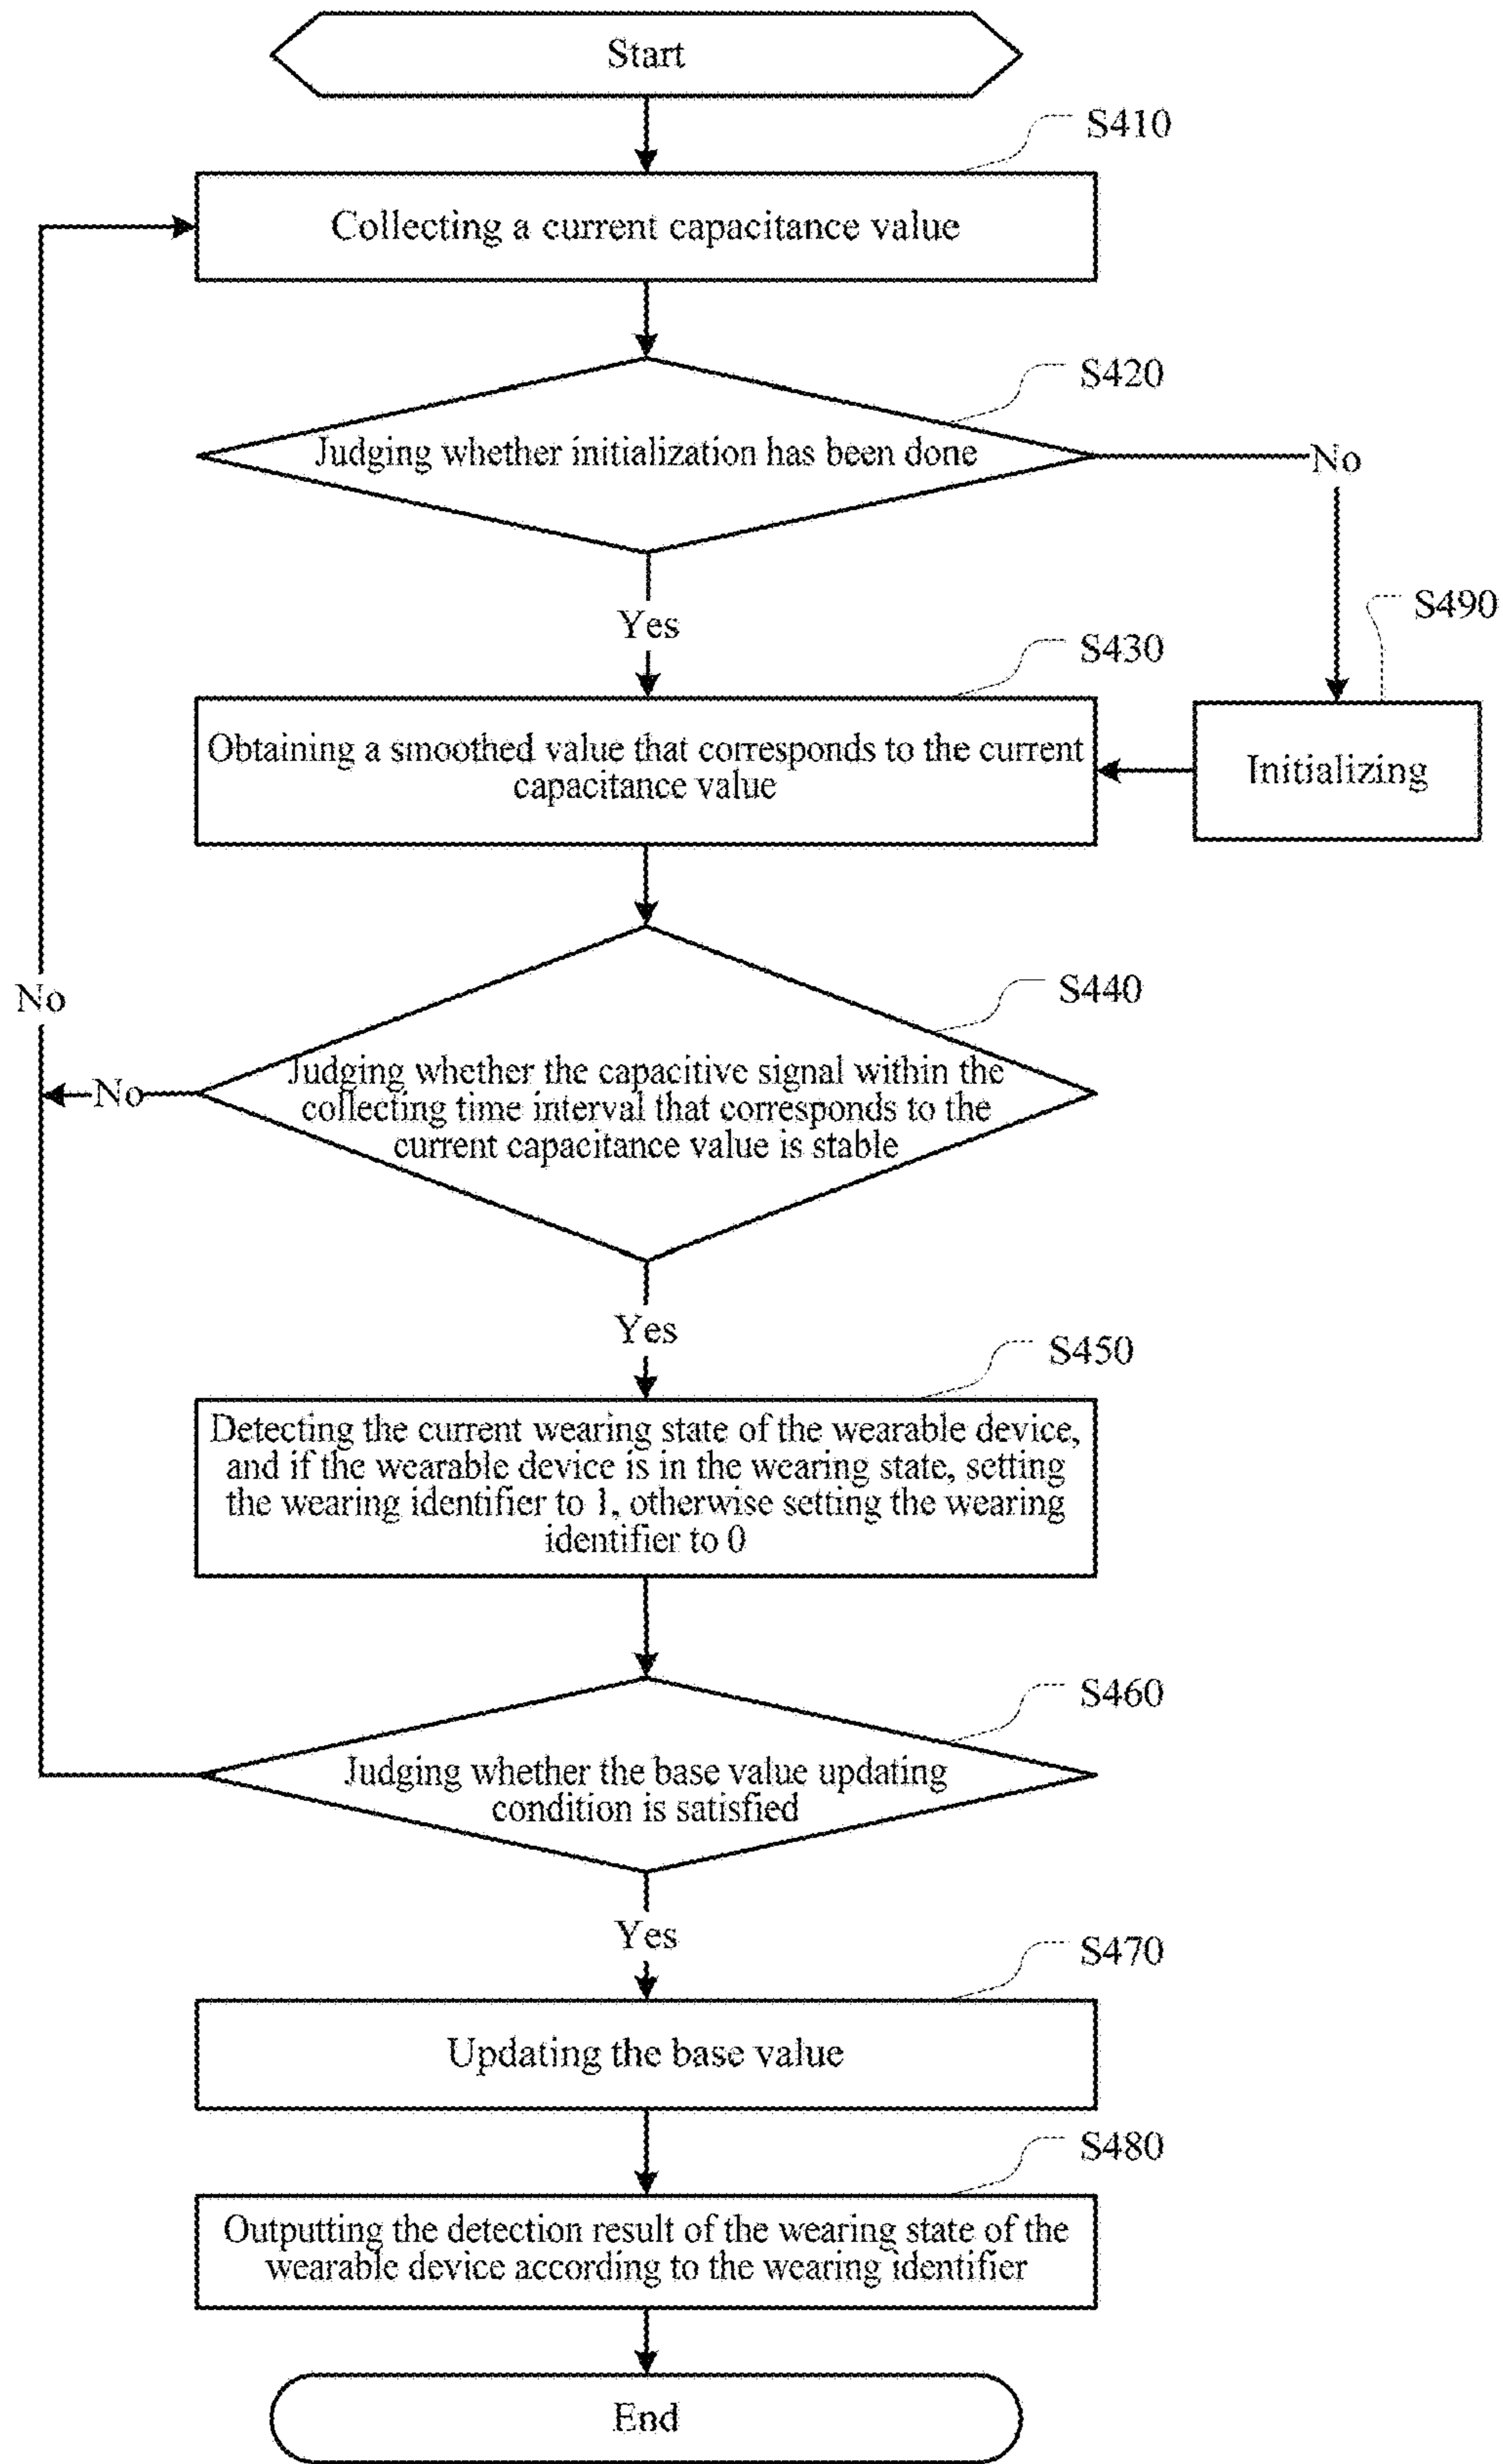 Start
S410
Collecting a current capacitance value
S420
Judging whether initialization has been done
No
Yes
S490
S430
Obtaining a smoothed value that corresponds to the current
capacitance value
Initializing
S440
No
Judging whether the capacitive signal within the
No
collecting time interval that corresponds to the
current capacitance value is stable
Yes
S450
Detecting the current wearing state of the wearable device,
and if the wearable device is in the wearing state, setting
the wearing identifier to 1, otherwise setting the wearing
identifier to 0
S460
Judging whether the base value updating
condition is satisfied
Yes
S470
Updating the base value
S480
Outputting the detection result of the wearing state of the
wearable device according to the wearing identifier
End